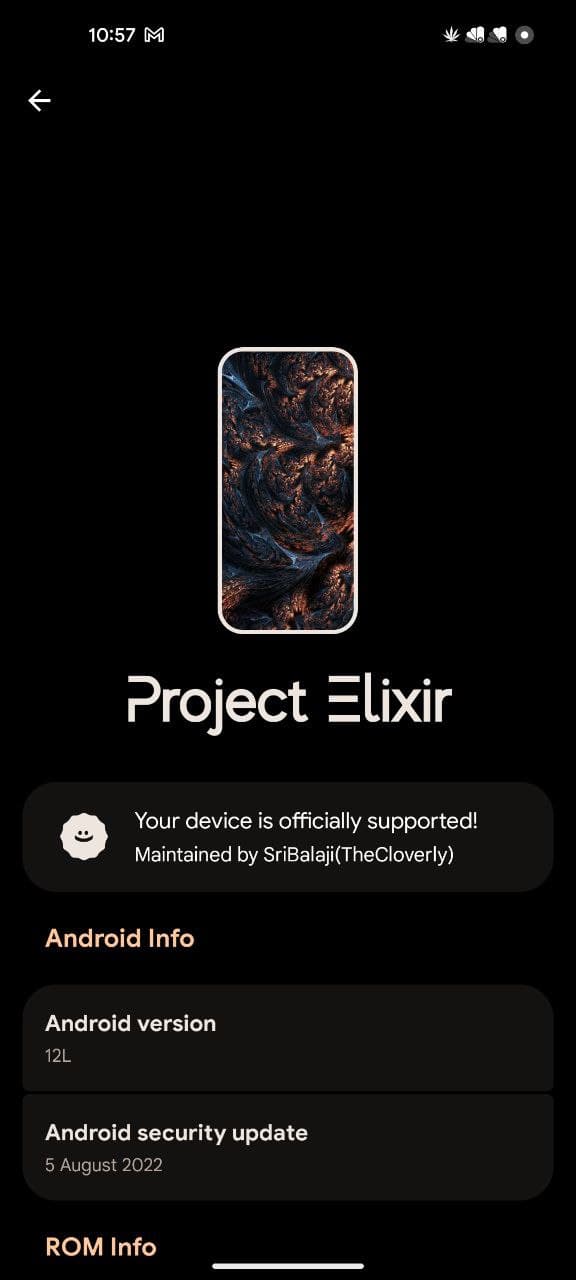 10:57
Project Elixir
Your device is officially supported!
Maintained by SriBalaji(TheCloverly)
Android Info
Android version
12L
Android security update
5 August 2022
ROM Info